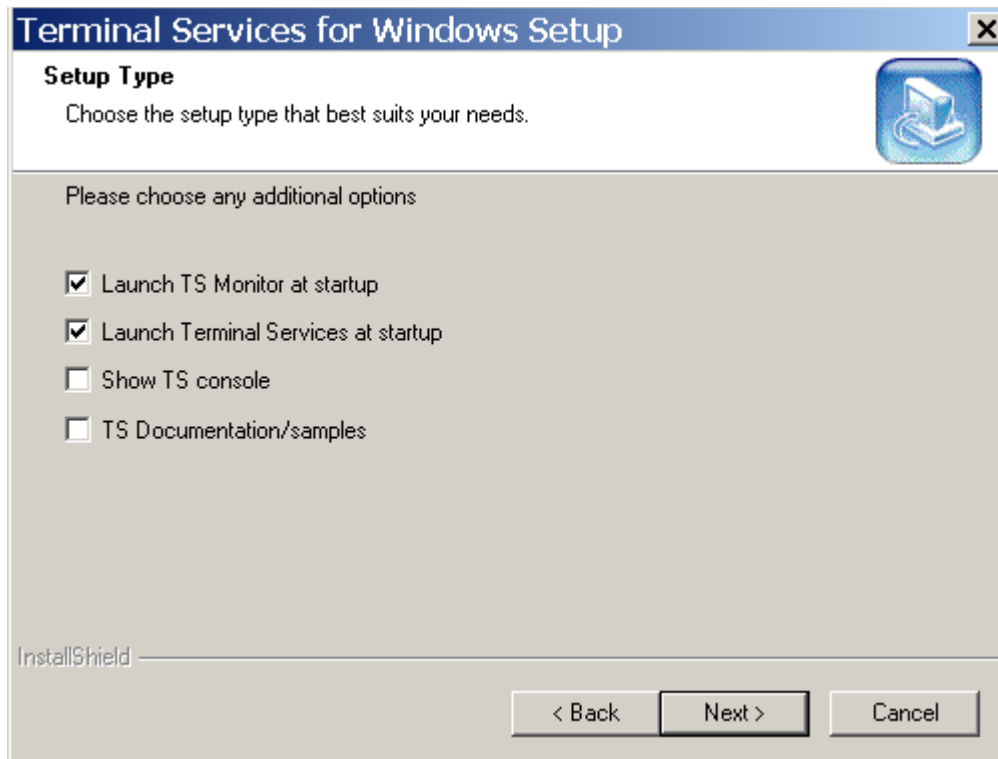 Terminal Services for Windows Setup
Setup Type
Choose the setup type that best suits your needs.
Please choose any additional options
Launch TS Monitor at startup
Launch Terminal Services at startup
Show TS console
TS Documentation/samples
InstallShield
< Back Next > Cancel